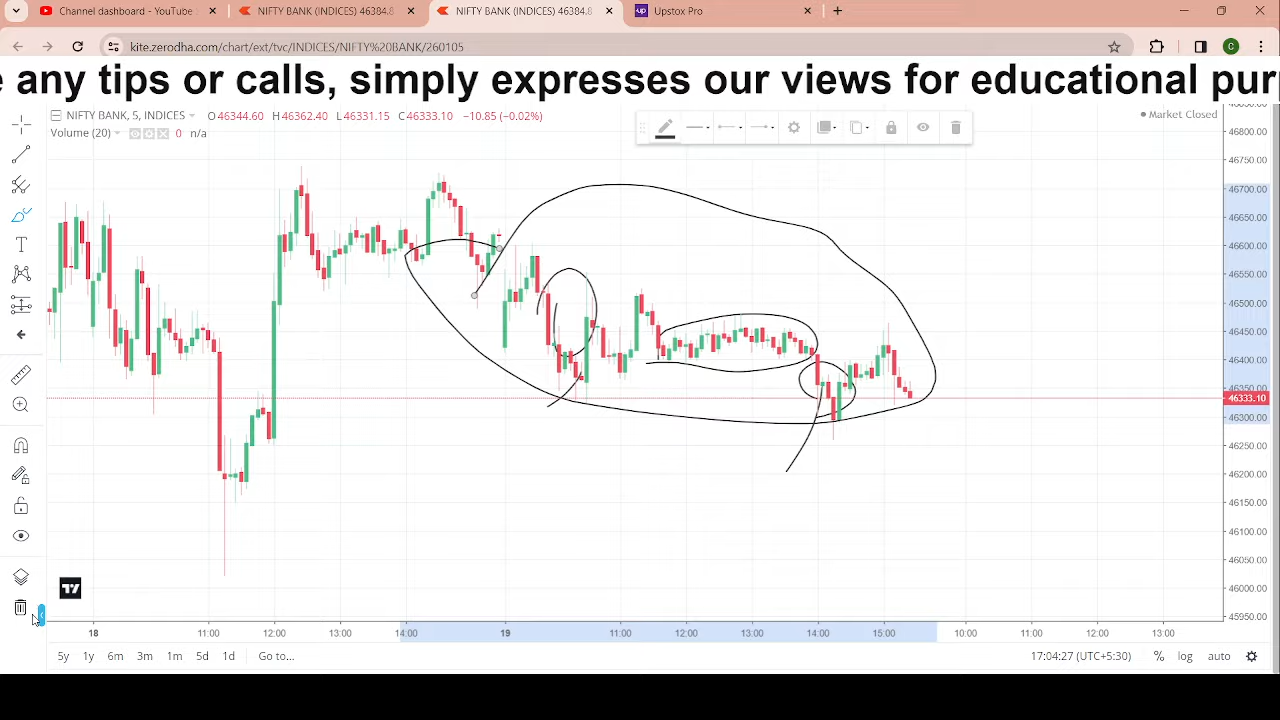 Channel dashboard - YouTube
NIFTY BANK (INDICES) 46384.8
NIFTY BANK (INDICES) 46384.8
up Upstox Pro
kite.zerodha.com/chart/ext/tvc/INDICES/NIFTY%20BANK/260105
C
e any tips or calls, simply expresses our views for educational pur
NIFTY BANK, 5, INDICES O46344.60 H46362.40 L46331.15 C46333.10 −10.85 (−0.02%)
Market Closed
Volume (20) 0 n/a
46800.00
46750.00
46700.00
46650.00
46600.00
46550.00
46500.00
46450.00
46400.00
46350.00
46333.10
46300.00
46250.00
46200.00
46150.00
46100.00
46050.00
46000.00
45950.00
18 11:00 12:00 13:00 14:00 19 11:00 12:00 13:00 14:00 15:00 10:00 11:00 12:00 13:00
5y 1y 6m 3m 1m 5d 1d Go to... 17:04:27 (UTC+5:30) % log auto